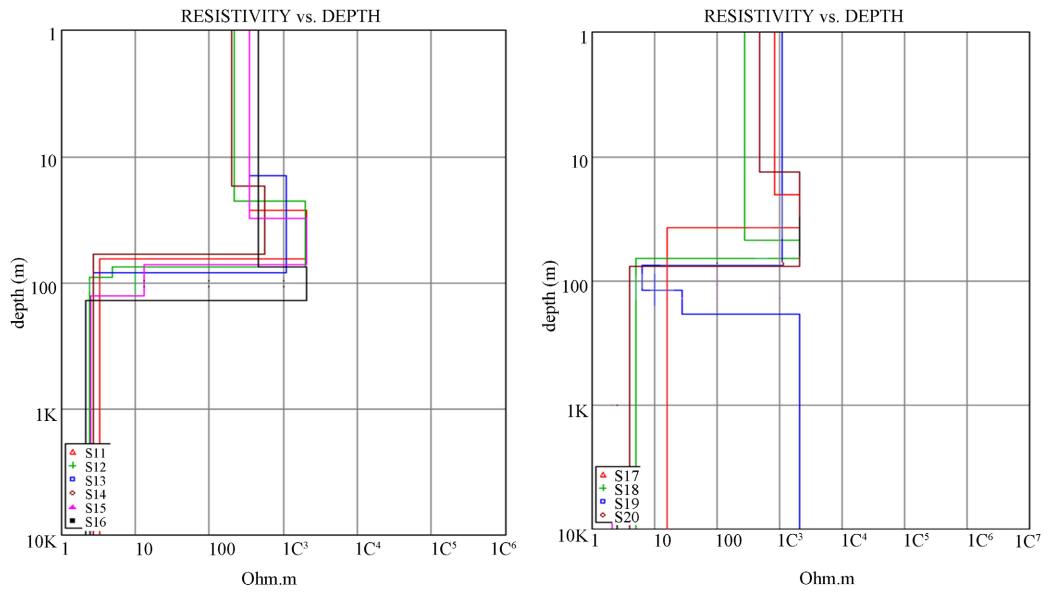 RESISTIVITY vs. DEPTH
1
10
100
1K
10K
depth (m)
S11
S12
S13
S14
S15
S16
1 10 100 1C³ 1C⁴ 1C⁵ 1C⁶
Ohm.m
RESISTIVITY vs. DEPTH
1
10
100
1K
10K
depth (m)
S17
S18
S19
S20
1 10 100 1C³ 1C⁴ 1C⁵ 1C⁶ 1C⁷
Ohm.m